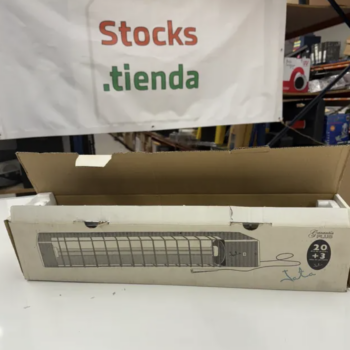 Stocks
.tienda
20
+3